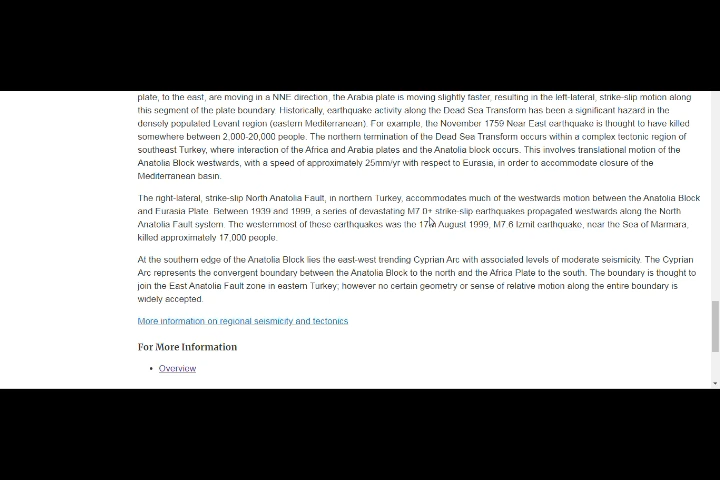 plate, to the east, are moving in a NNE direction, the Arabia plate is moving slightly faster, resulting in the left-lateral, strike-slip motion along
this segment of the plate boundary. Historically, earthquake activity along the Dead Sea Transform has been a significant hazard in the
densely populated Levant region (eastern Mediterranean). For example, the November 1759 Near East earthquake is thought to have killed
somewhere between 2,000-20,000 people. The northern termination of the Dead Sea Transform occurs within a complex tectonic region of
southeast Turkey, where interaction of the Africa and Arabia plates and the Anatolia block occurs. This involves translational motion of the
Anatolia Block westwards, with a speed of approximately 25mm/yr with respect to Eurasia, in order to accommodate closure of the
Mediterranean basin.
The right-lateral, strike-slip North Anatolia Fault, in northern Turkey, accommodates much of the westwards motion between the Anatolia Block
and Eurasia Plate. Between 1939 and 1999, a series of devastating M7.0+ strike-slip earthquakes propagated westwards along the North
Anatolia Fault system. The westernmost of these earthquakes was the 17th August 1999, M7.6 Izmit earthquake, near the Sea of Marmara,
killed approximately 17,000 people.
At the southern edge of the Anatolia Block lies the east-west trending Cyprian Arc with associated levels of moderate seismicity. The Cyprian
Arc represents the convergent boundary between the Anatolia Block to the north and the Africa Plate to the south. The boundary is thought to
join the East Anatolia Fault zone in eastern Turkey; however no certain geometry or sense of relative motion along the entire boundary is
widely accepted.
More information on regional seismicity and tectonics
For More Information
• Overview